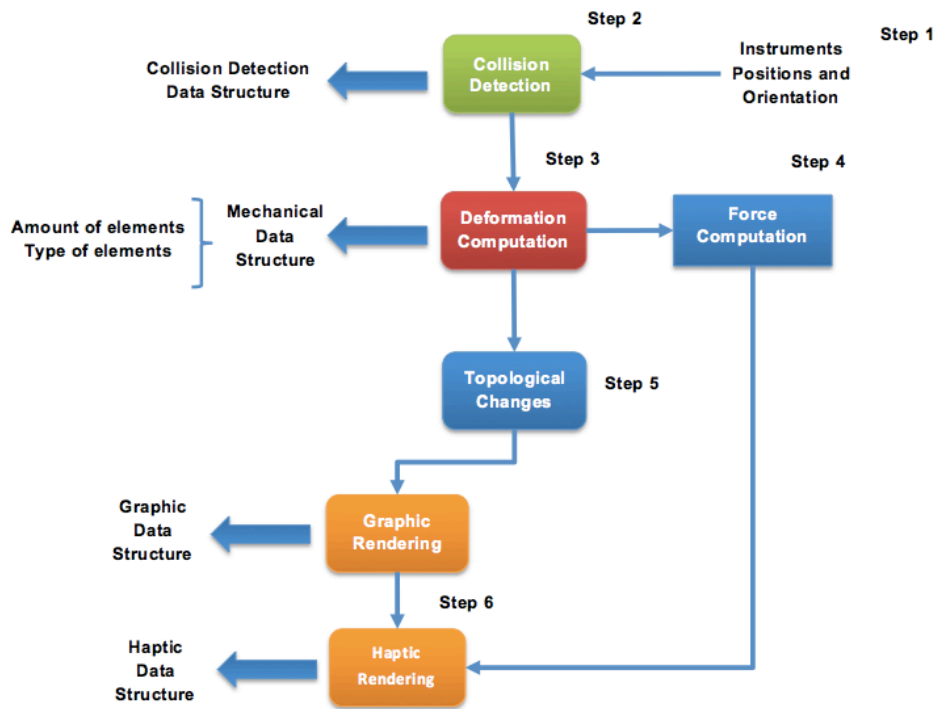 Step 2
Step 1
Collision Detection
Data Structure
Collision
Detection
Instruments
Positions and
Orientation
Step 3
Step 4
Amount of elements
Type of elements
Mechanical
Data
Structure
Deformation
Computation
Force
Computation
Topological
Changes
Step 5
Graphic
Data
Structure
Graphic
Rendering
Step 6
Haptic
Data
Structure
Haptic
Rendering